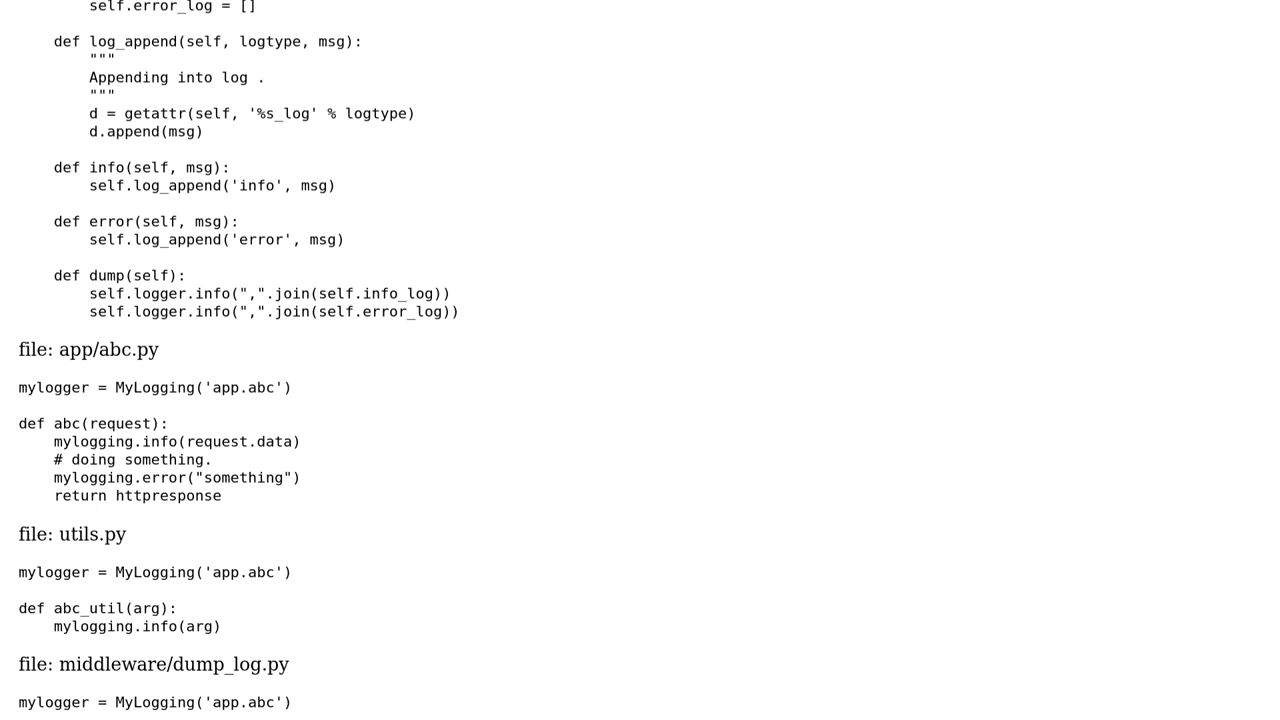 self.error_log = []

    def log_append(self, logtype, msg):
        """
        Appending into log .
        """
        d = getattr(self, '%s_log' % logtype)
        d.append(msg)

    def info(self, msg):
        self.log_append('info', msg)

    def error(self, msg):
        self.log_append('error', msg)

    def dump(self):
        self.logger.info(",".join(self.info_log))
        self.logger.info(",".join(self.error_log))

file: app/abc.py

mylogger = MyLogging('app.abc')

def abc(request):
    mylogging.info(request.data)
    # doing something.
    mylogging.error("something")
    return httpresponse

file: utils.py

mylogger = MyLogging('app.abc')

def abc_util(arg):
    mylogging.info(arg)

file: middleware/dump_log.py

mylogger = MyLogging('app.abc')